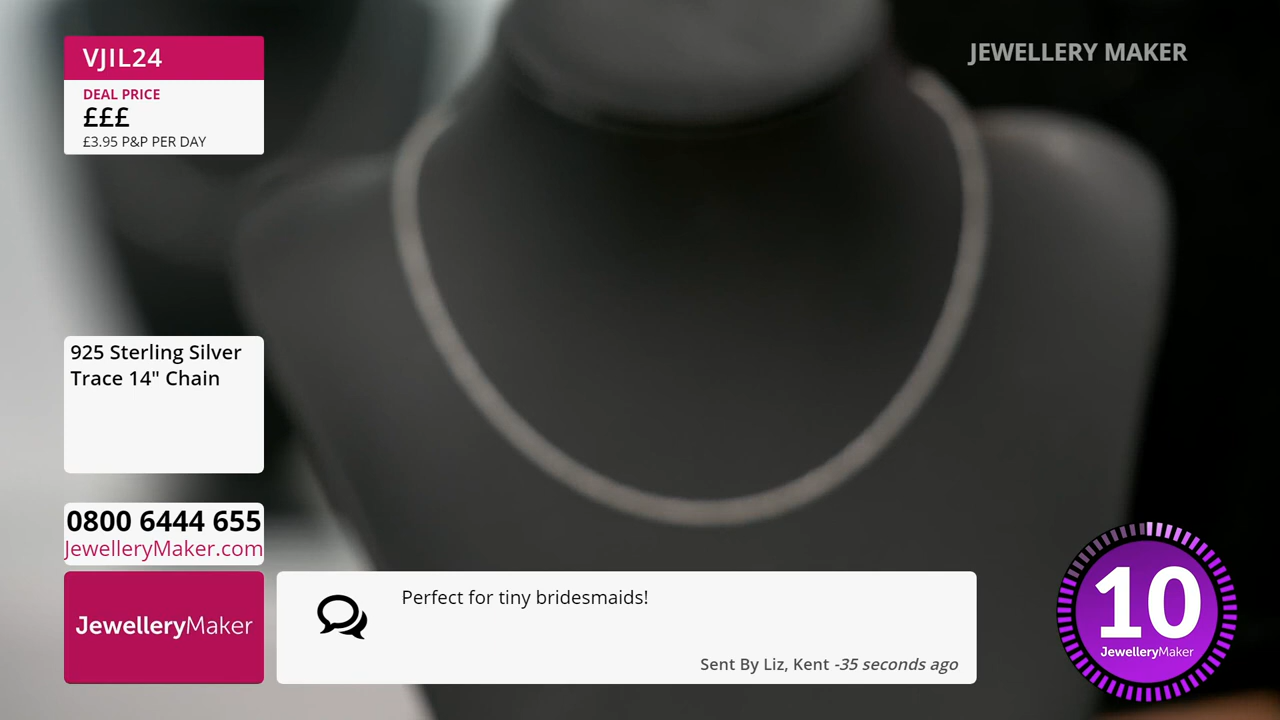 VJIL24
DEAL PRICE
£££
£3.95 P&P PER DAY
JEWELLERY MAKER
925 Sterling Silver
Trace 14" Chain
0800 6444 655
JewelleryMaker.com
JewelleryMaker
Perfect for tiny bridesmaids!
Sent By Liz, Kent -35 seconds ago
10
JewelleryMaker